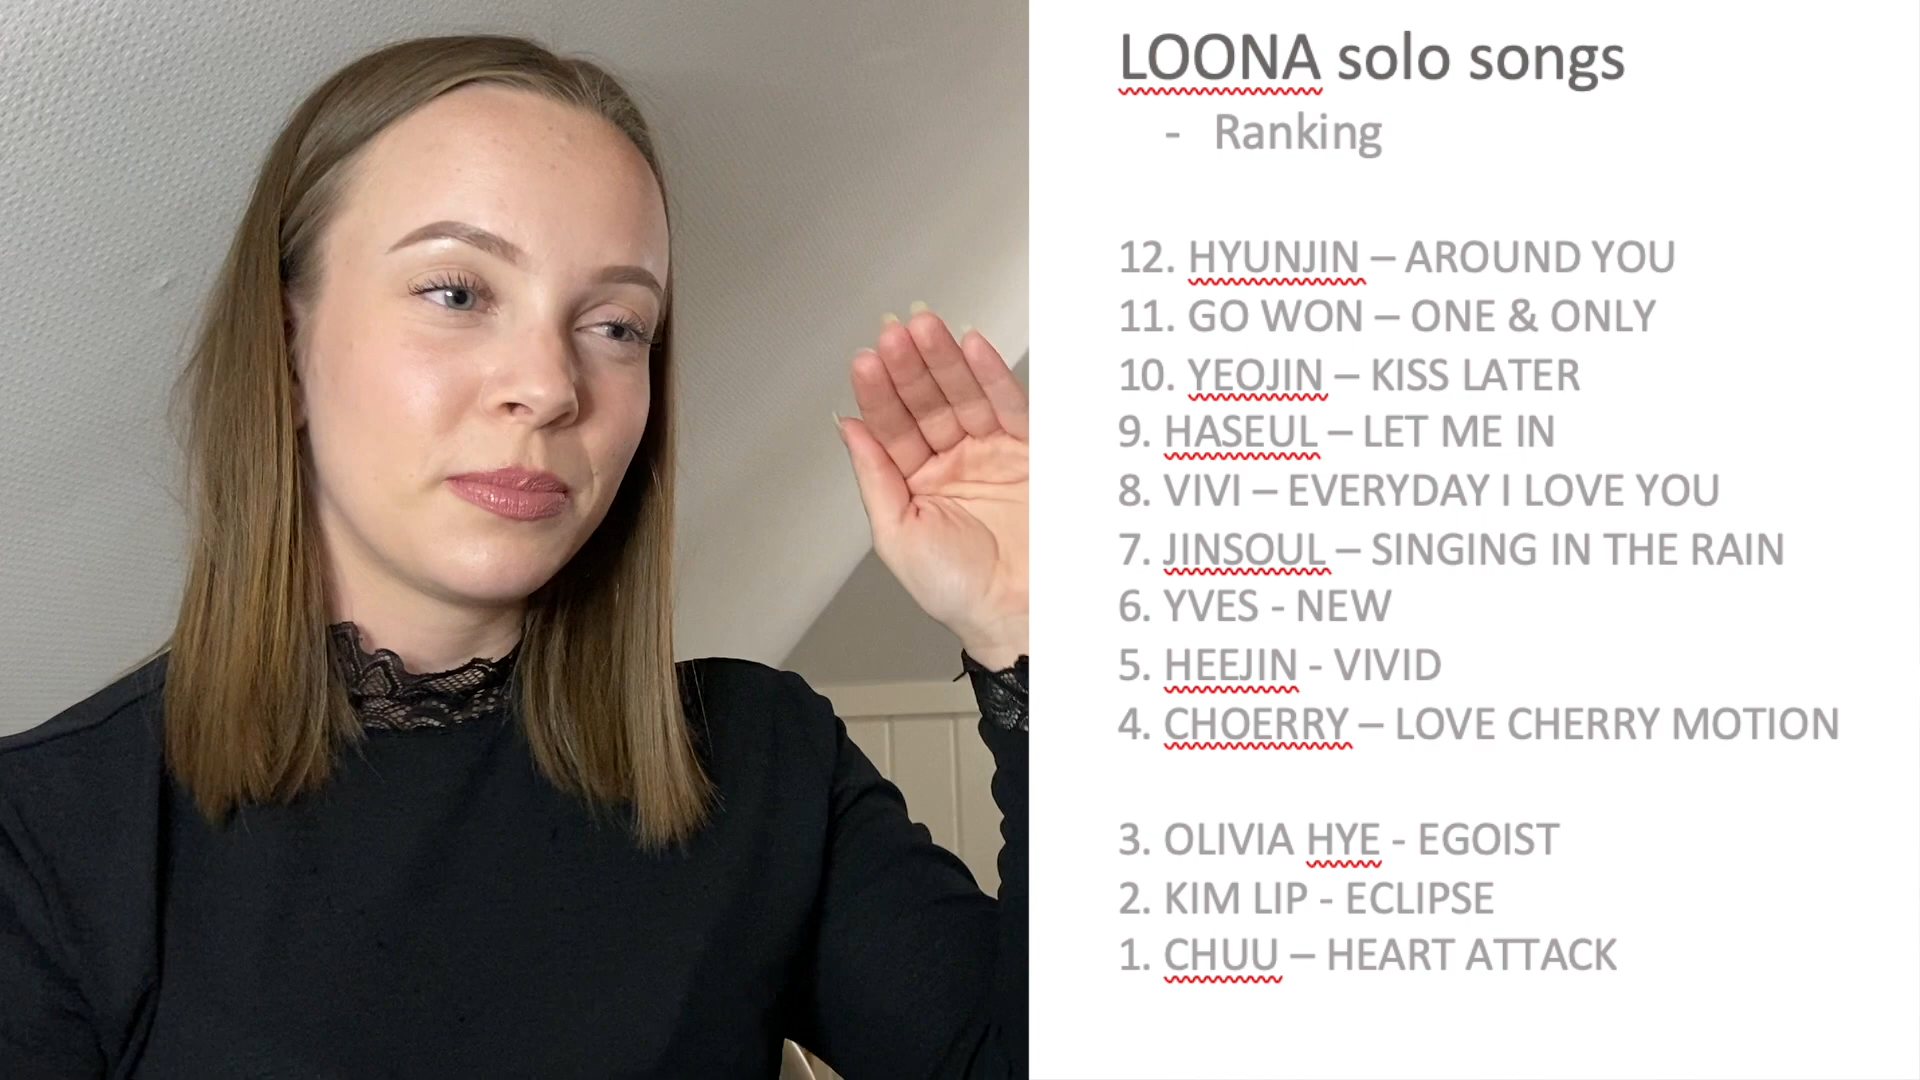 LOONA solo songs
- Ranking
12. HYUNJIN – AROUND YOU
11. GO WON – ONE & ONLY
10. YEOJIN – KISS LATER
9. HASEUL – LET ME IN
8. VIVI – EVERYDAY I LOVE YOU
7. JINSOUL – SINGING IN THE RAIN
6. YVES - NEW
5. HEEJIN - VIVID
4. CHOERRY – LOVE CHERRY MOTION
3. OLIVIA HYE - EGOIST
2. KIM LIP - ECLIPSE
1. CHUU – HEART ATTACK